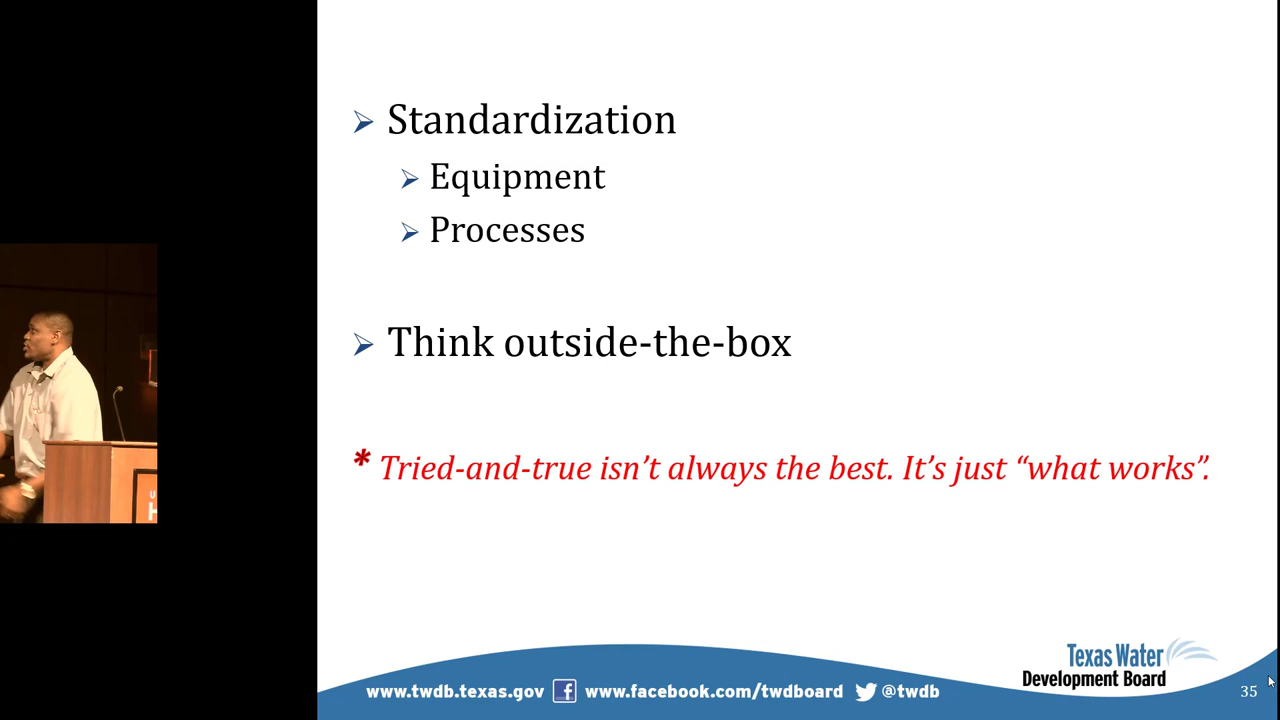 Standardization
Equipment
Processes
Think outside-the-box
* Tried-and-true isn’t always the best. It’s just “what works”.
Texas Water
Development Board
www.twdb.texas.gov www.facebook.com/twdboard @twdb
35